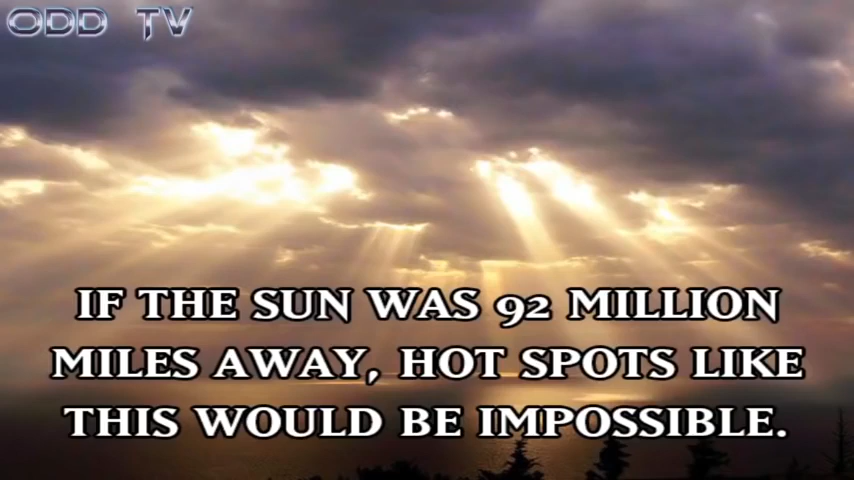 ODD TV
IF THE SUN WAS 92 MILLION
MILES AWAY, HOT SPOTS LIKE
THIS WOULD BE IMPOSSIBLE.